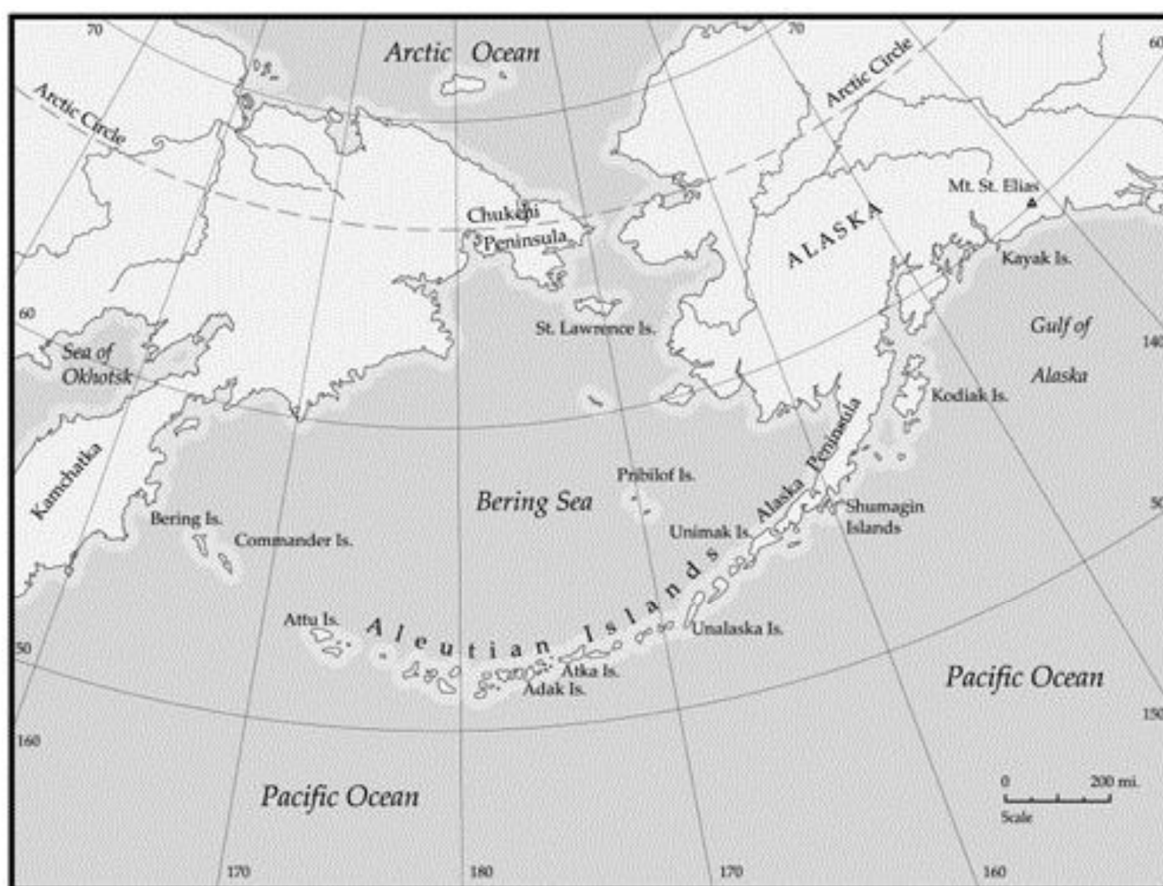 70
Arctic Ocean
70
60
Arctic Circle
Arctic Circle
Mt. St. Elias
Chukchi
Peninsula
ALASKA
Kayak Is.
60
St. Lawrence Is.
Gulf of
Alaska
140
Sea of
Okhotsk
Kodiak Is.
Kamchatka
Alaska Peninsula
Pribilof Is.
Bering Sea
50
Shumagin
Islands
Bering Is.
Unimak Is.
Commander Is.
Attu Is.
Aleutian Islands
Unalaska Is.
50
Atka Is.
Adak Is.
Pacific Ocean
160
150
Pacific Ocean
0 200 mi.
Scale
170
180
170
160